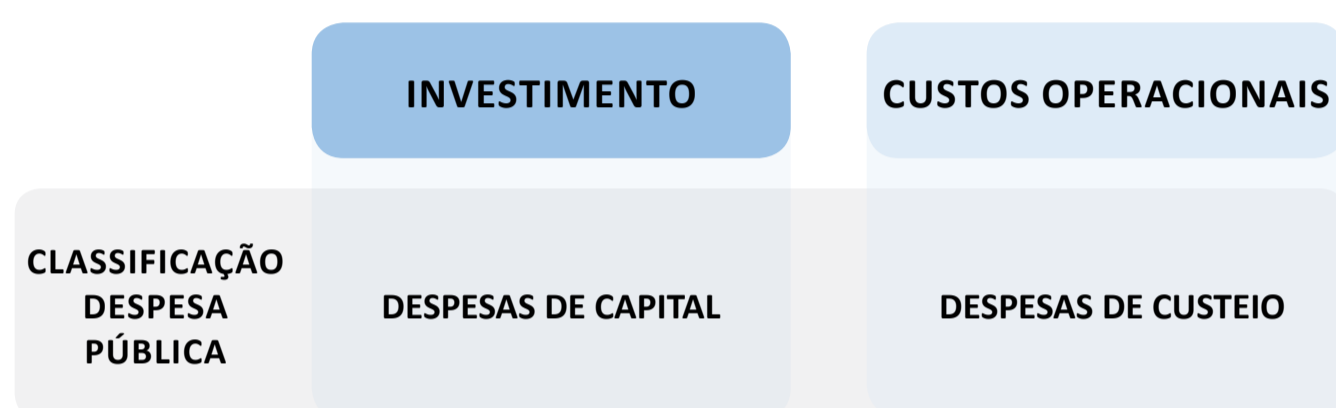 INVESTIMENTO
CUSTOS OPERACIONAIS
CLASSIFICAÇÃO
DESPESA
PÚBLICA
DESPESAS DE CAPITAL
DESPESAS DE CUSTEIO